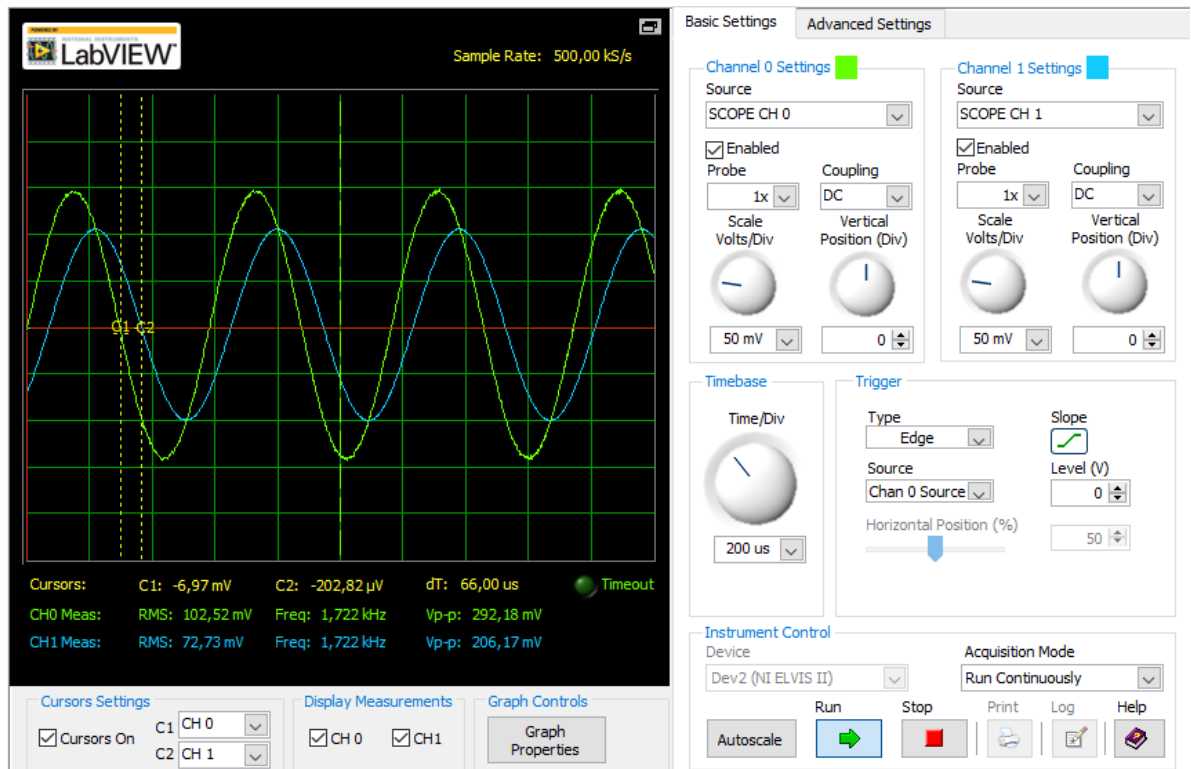 POWERED BY
NATIONAL INSTRUMENTS
LabVIEW™
Sample Rate: 500,00 kS/s
C1 C2
Cursors: C1: -6,97 mV C2: -202,82 µV dT: 66,00 us Timeout
CH0 Meas: RMS: 102,52 mV Freq: 1,722 kHz Vp-p: 292,18 mV
CH1 Meas: RMS: 72,73 mV Freq: 1,722 kHz Vp-p: 206,17 mV
Cursors Settings
Cursors On
C1 CH 0
C2 CH 1
Display Measurements
CH 0 CH1
Graph Controls
Graph
Properties
Basic Settings Advanced Settings
Channel 0 Settings
Source
SCOPE CH 0
Enabled
Probe Coupling
1x DC
Scale Vertical
Volts/Div Position (Div)
50 mV 0
Channel 1 Settings
Source
SCOPE CH 1
Enabled
Probe Coupling
1x DC
Scale Vertical
Volts/Div Position (Div)
50 mV 0
Timebase
Time/Div
200 us
Trigger
Type Slope
Edge
Source Level (V)
Chan 0 Source 0
Horizontal Position (%)
50
Instrument Control
Device Acquisition Mode
Dev2 (NI ELVIS II) Run Continuously
Run Stop Print Log Help
Autoscale